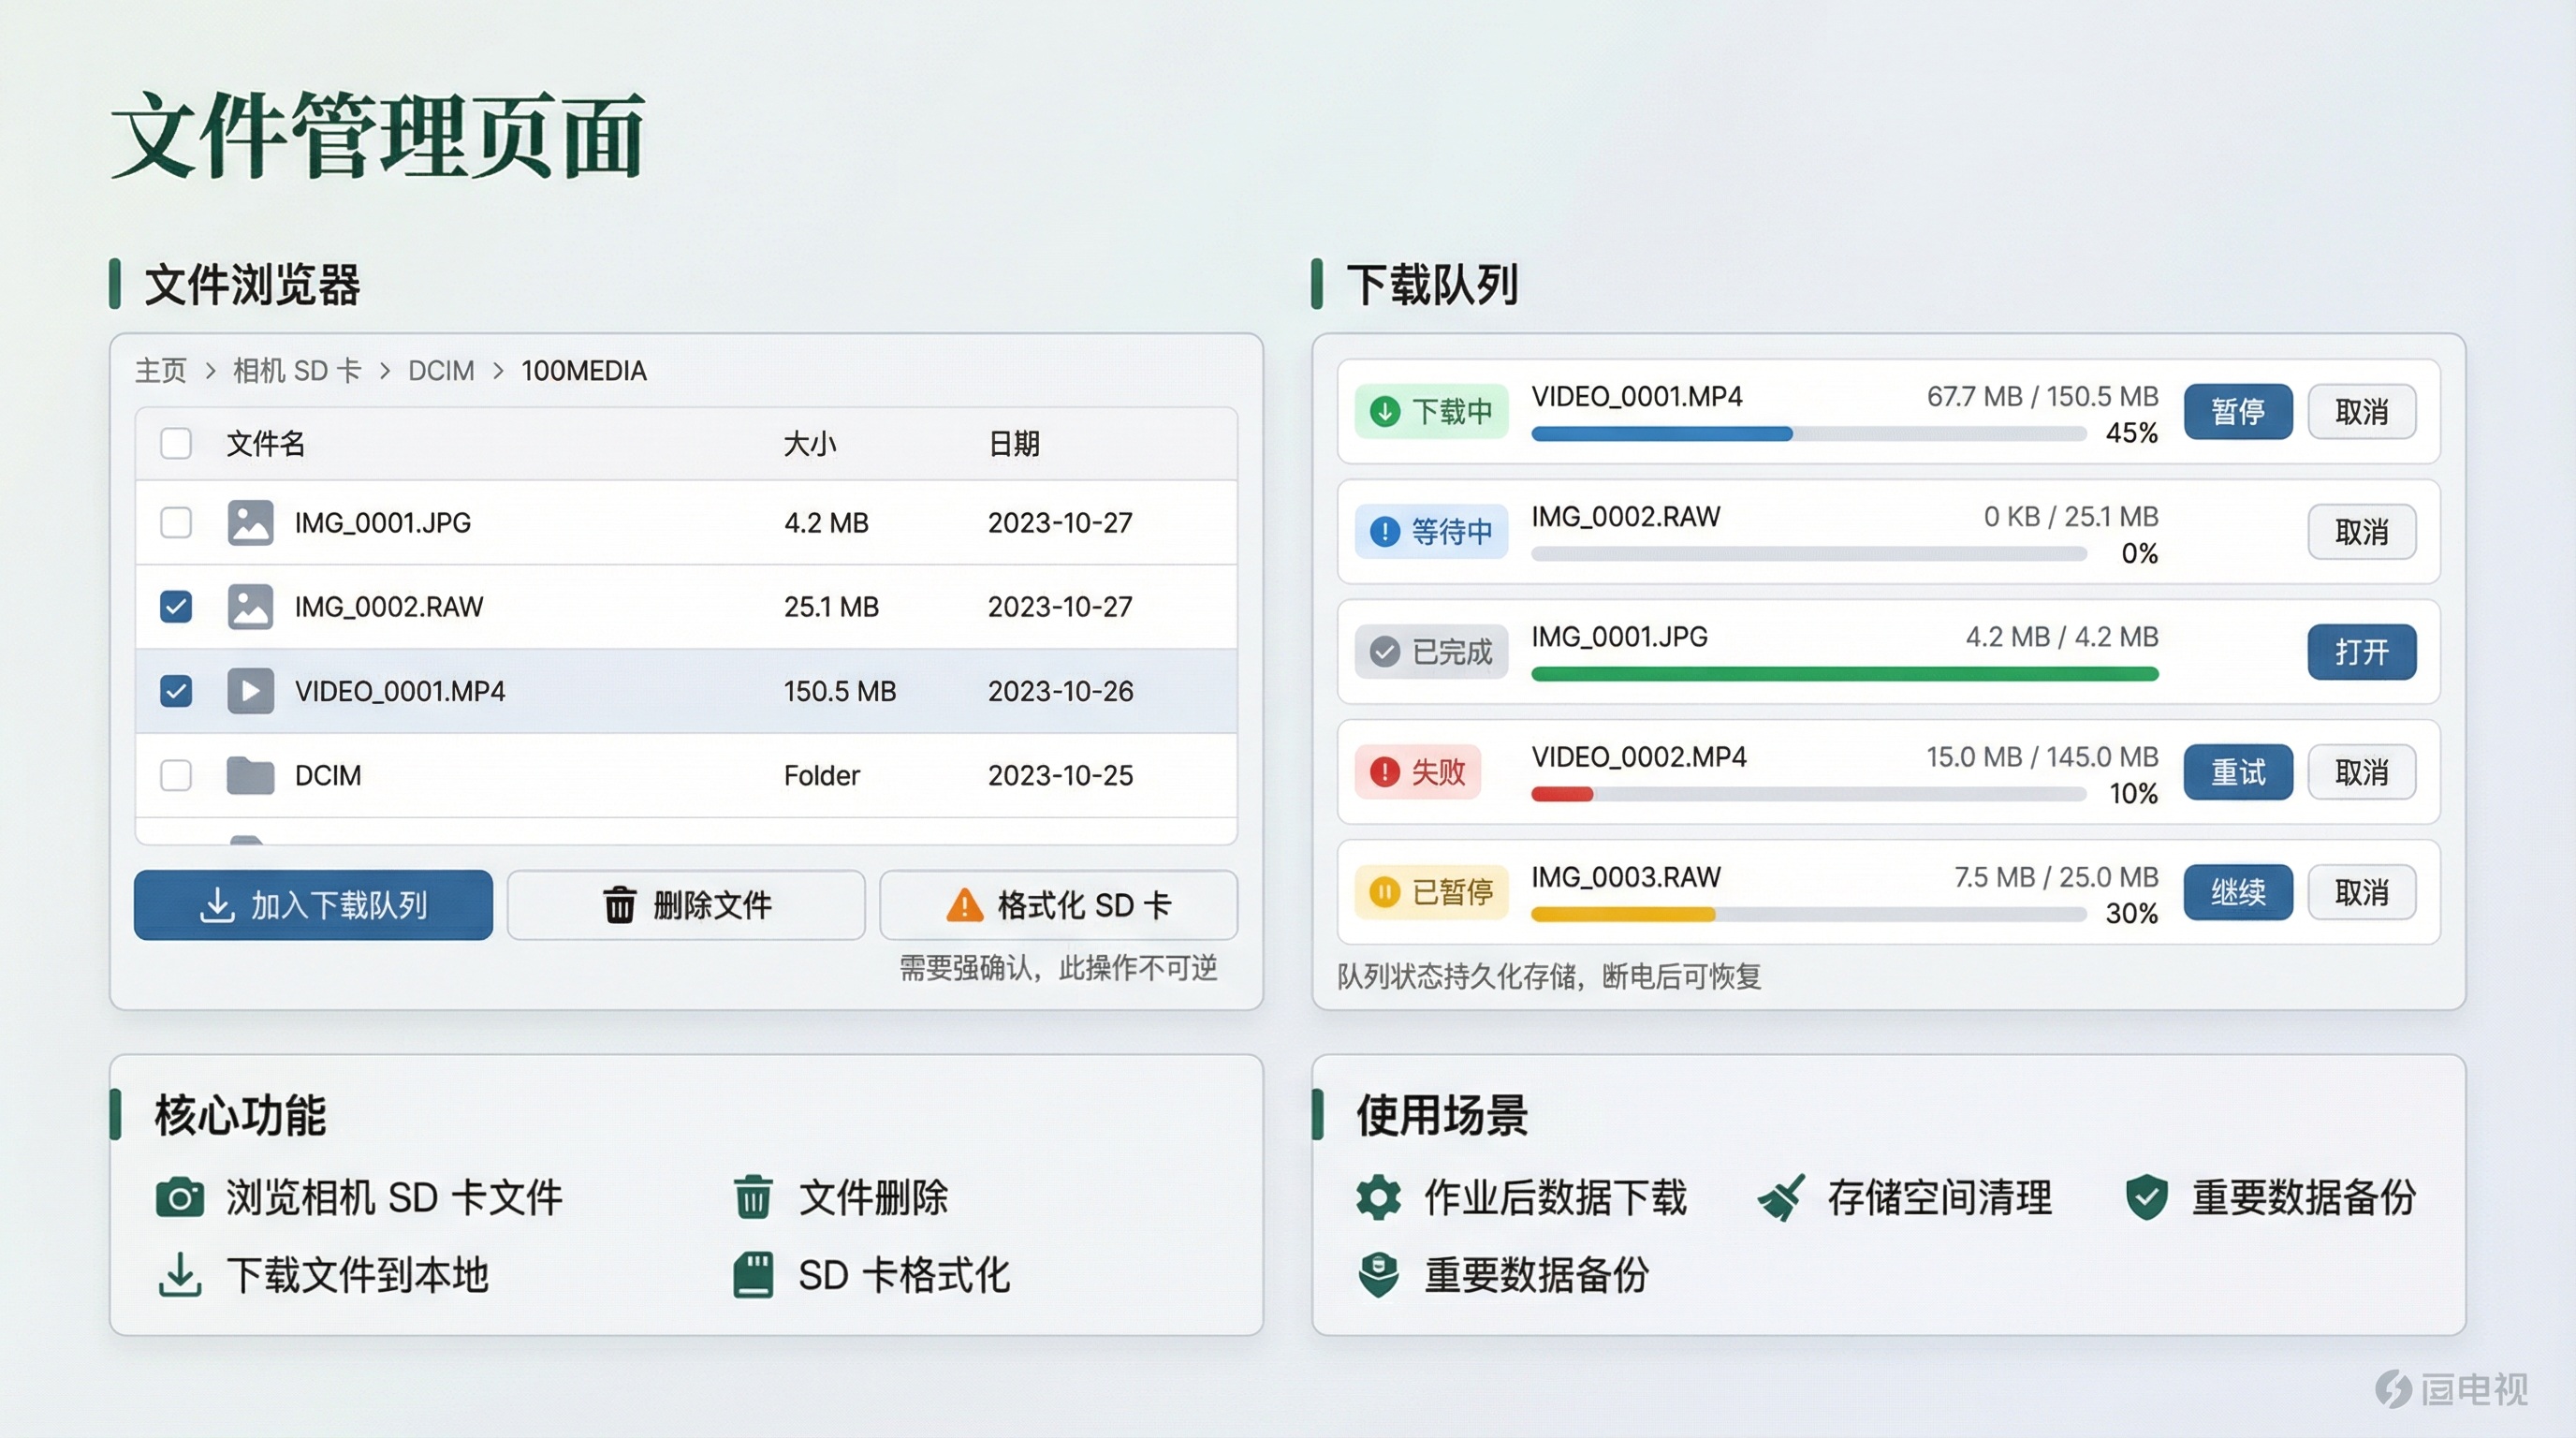 文件管理页面
文件浏览器
主页 > 相机 SD 卡 > DCIM > 100MEDIA
文件名 大小 日期
IMG_0001.JPG 4.2 MB 2023-10-27
IMG_0002.RAW 25.1 MB 2023-10-27
VIDEO_0001.MP4 150.5 MB 2023-10-26
DCIM Folder 2023-10-25
加入下载队列 删除文件 格式化 SD 卡
需要强确认，此操作不可逆
下载队列
下载中 VIDEO_0001.MP4 67.7 MB / 150.5 MB 暂停 取消
45%
等待中 IMG_0002.RAW 0 KB / 25.1 MB 取消
0%
已完成 IMG_0001.JPG 4.2 MB / 4.2 MB 打开
失败 VIDEO_0002.MP4 15.0 MB / 145.0 MB 重试 取消
10%
已暂停 IMG_0003.RAW 7.5 MB / 25.0 MB 继续 取消
30%
队列状态持久化存储，断电后可恢复
核心功能
浏览相机 SD 卡文件 文件删除
下载文件到本地 SD 卡格式化
使用场景
作业后数据下载 存储空间清理 重要数据备份
重要数据备份
电视